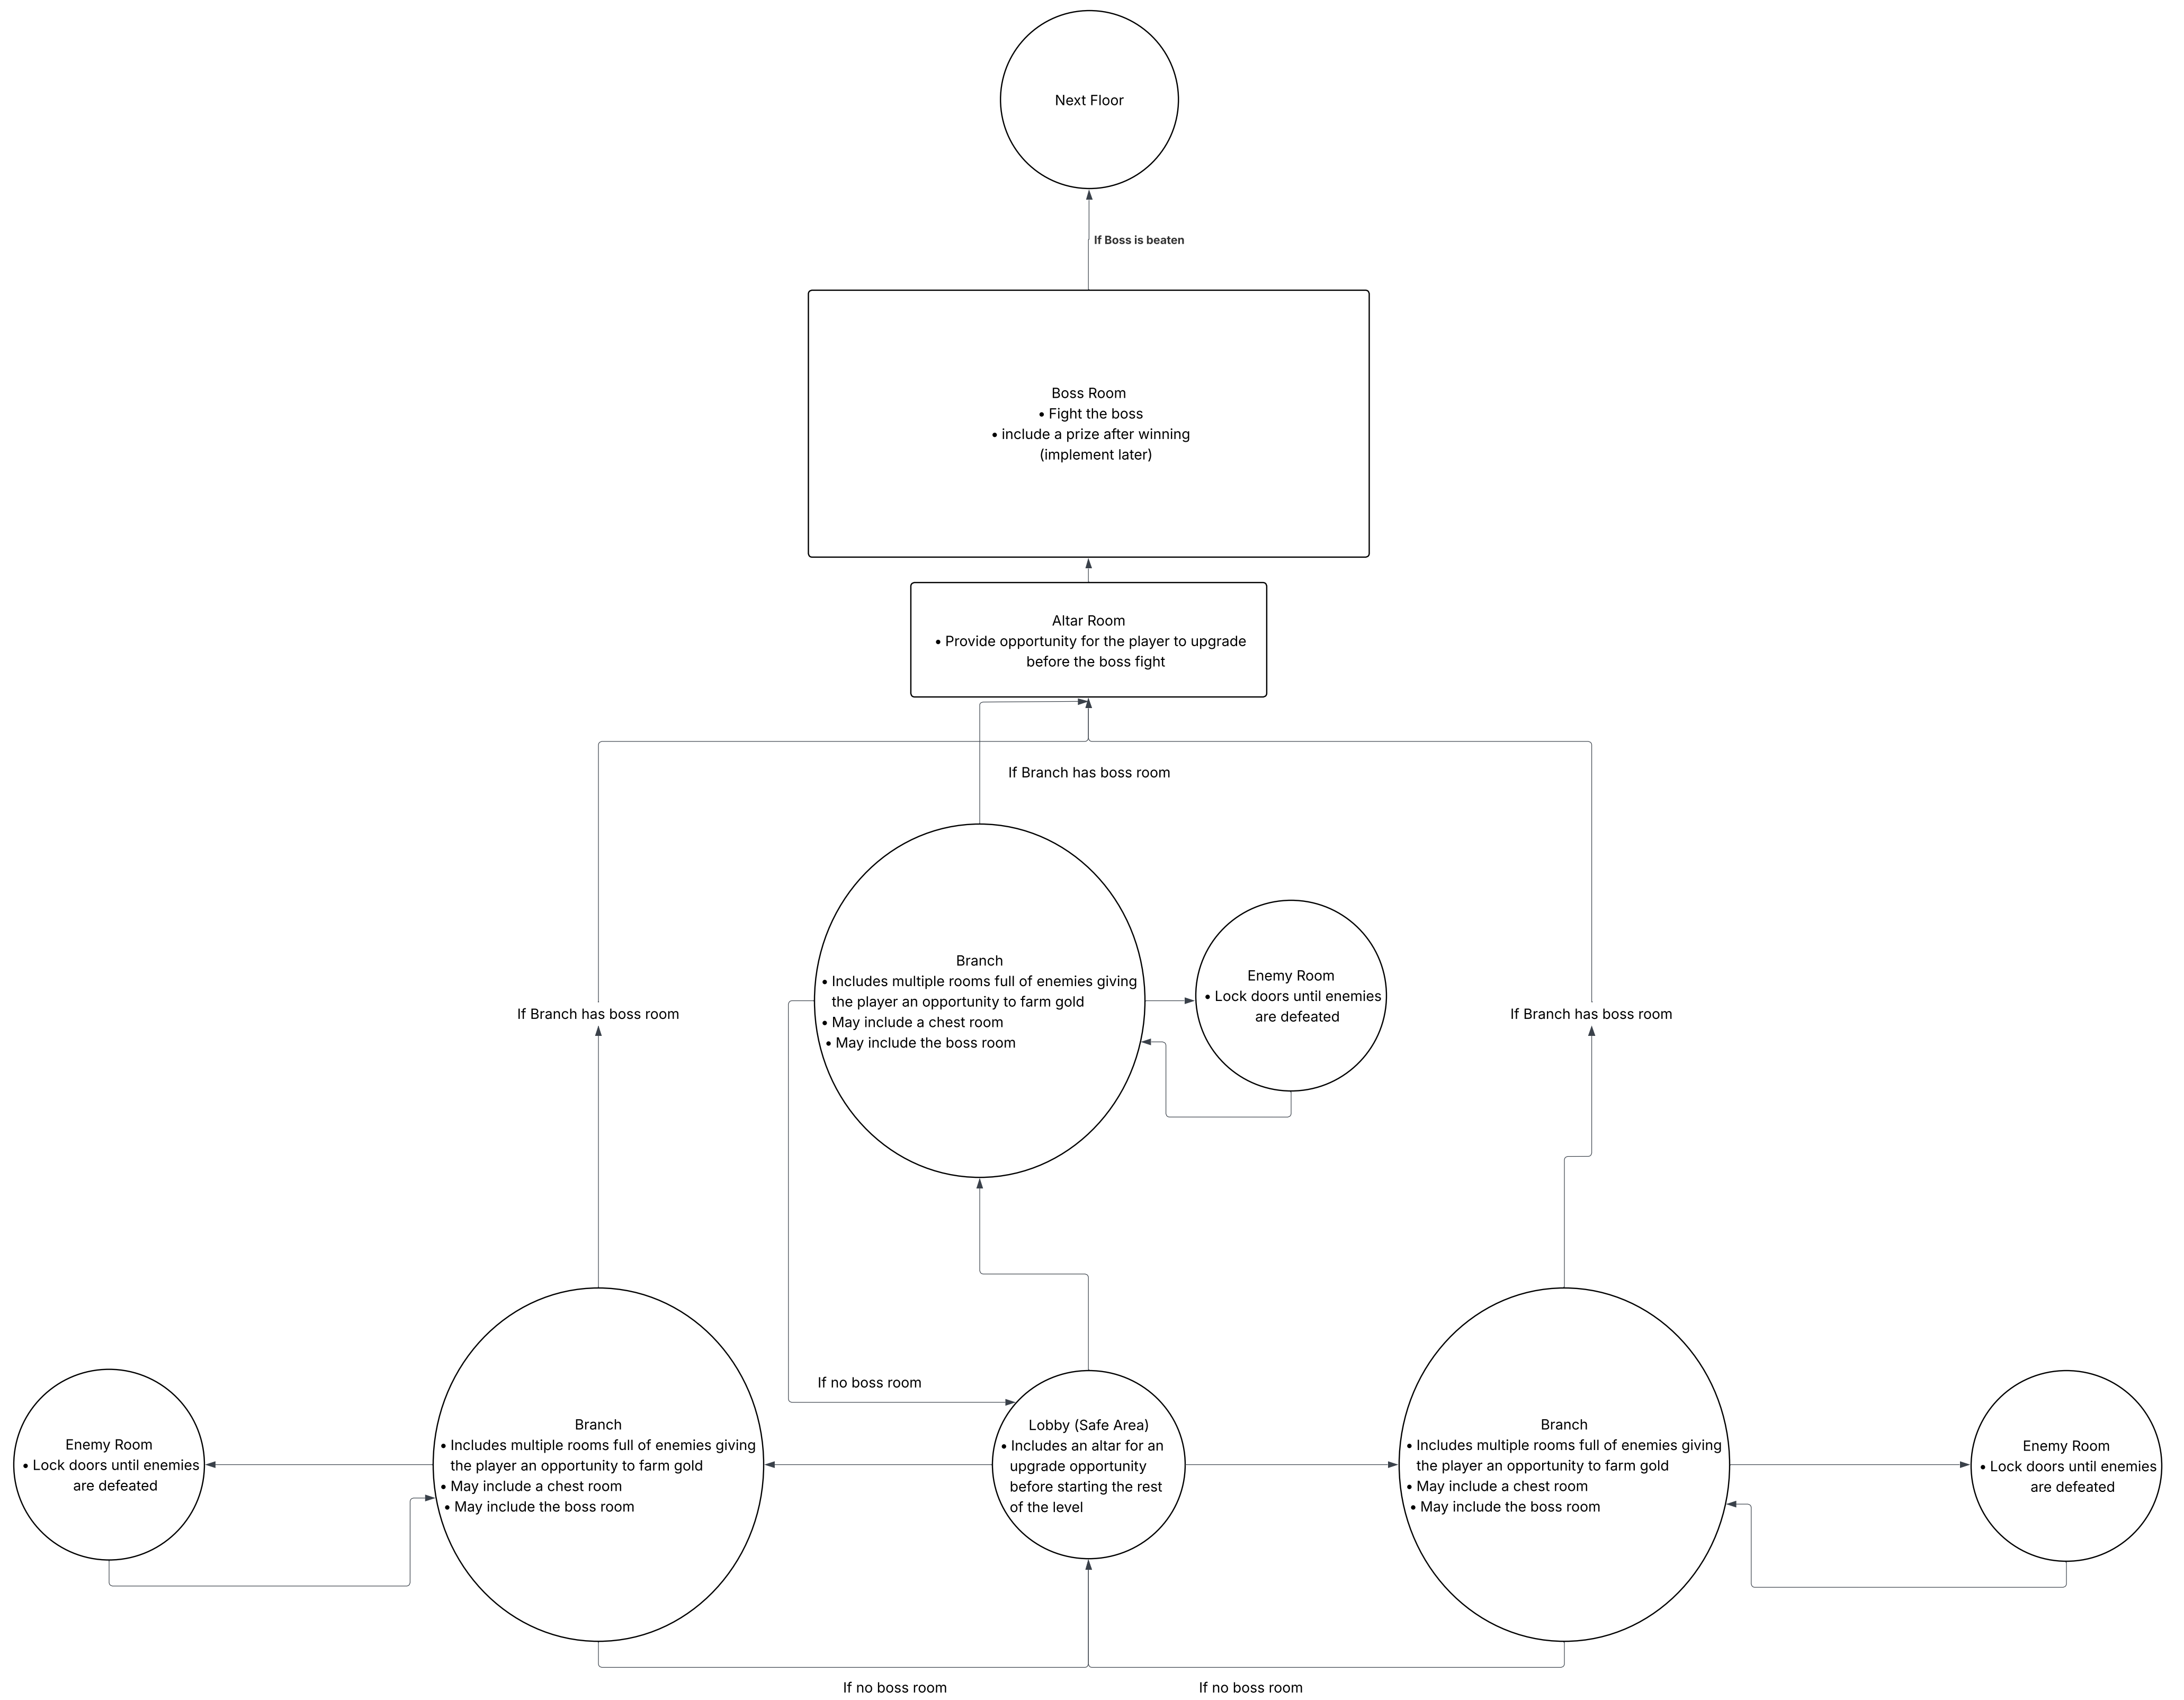 Next Floor
If Boss is beaten
Boss Room
• Fight the boss
• include a prize after winning
(implement later)
Altar Room
• Provide opportunity for the player to upgrade
before the boss fight
If Branch has boss room
Branch
• Includes multiple rooms full of enemies giving
the player an opportunity to farm gold
• May include a chest room
• May include the boss room
Enemy Room
• Lock doors until enemies
are defeated
If Branch has boss room
If Branch has boss room
If no boss room
Enemy Room
• Lock doors until enemies
are defeated
Branch
• Includes multiple rooms full of enemies giving
the player an opportunity to farm gold
• May include a chest room
• May include the boss room
Lobby (Safe Area)
• Includes an altar for an
upgrade opportunity
before starting the rest
of the level
Branch
• Includes multiple rooms full of enemies giving
the player an opportunity to farm gold
• May include a chest room
• May include the boss room
Enemy Room
• Lock doors until enemies
are defeated
If no boss room
If no boss room